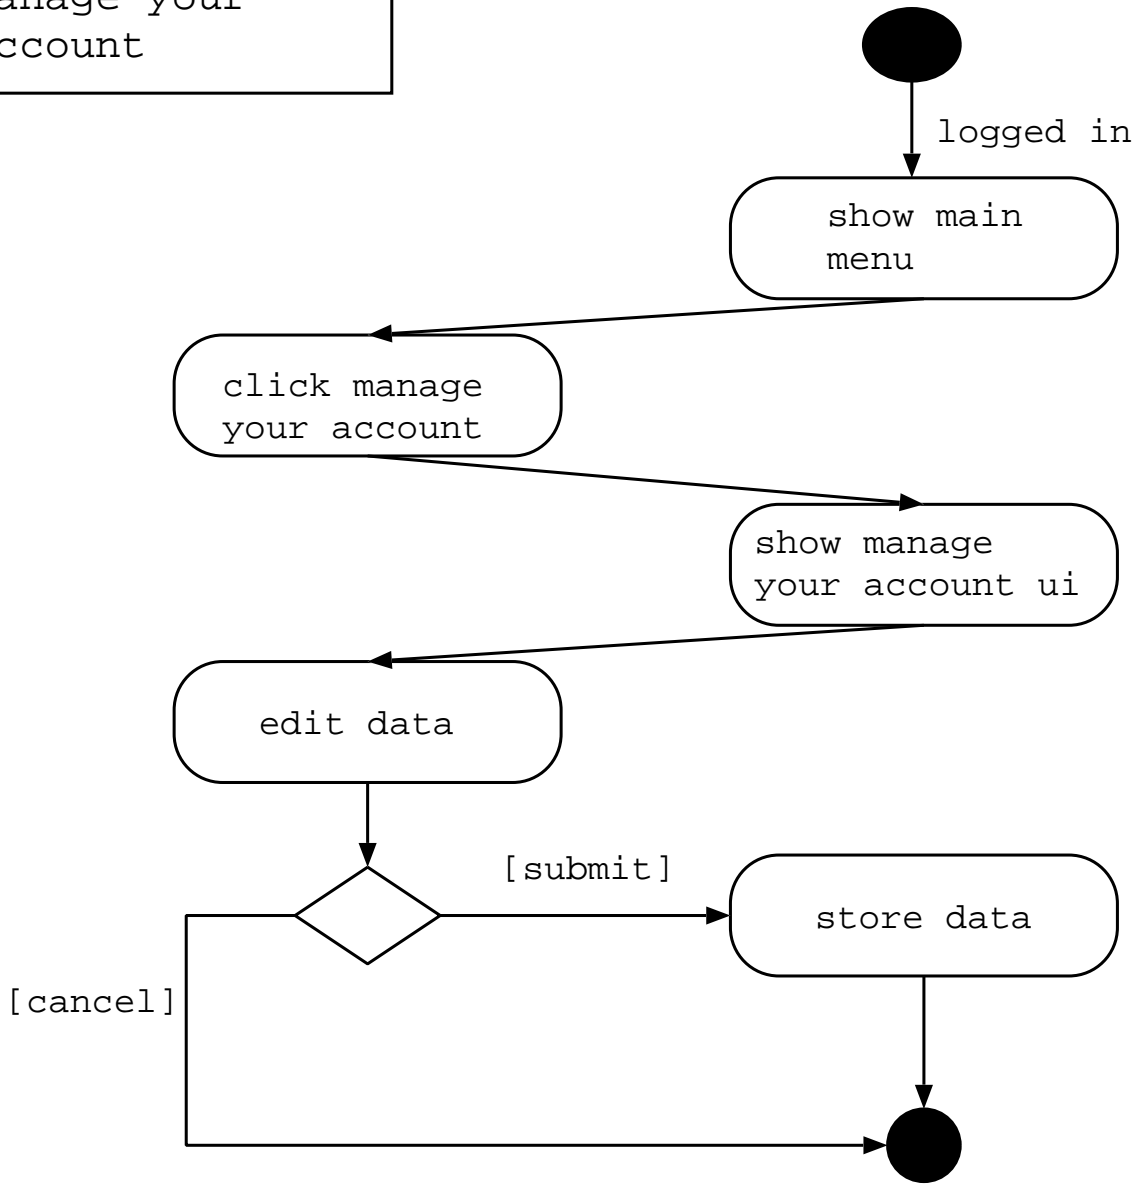 anage your
ccount
logged in
show main
menu
click manage
your account
show manage
your account ui
edit data
[submit]
store data
[cancel]